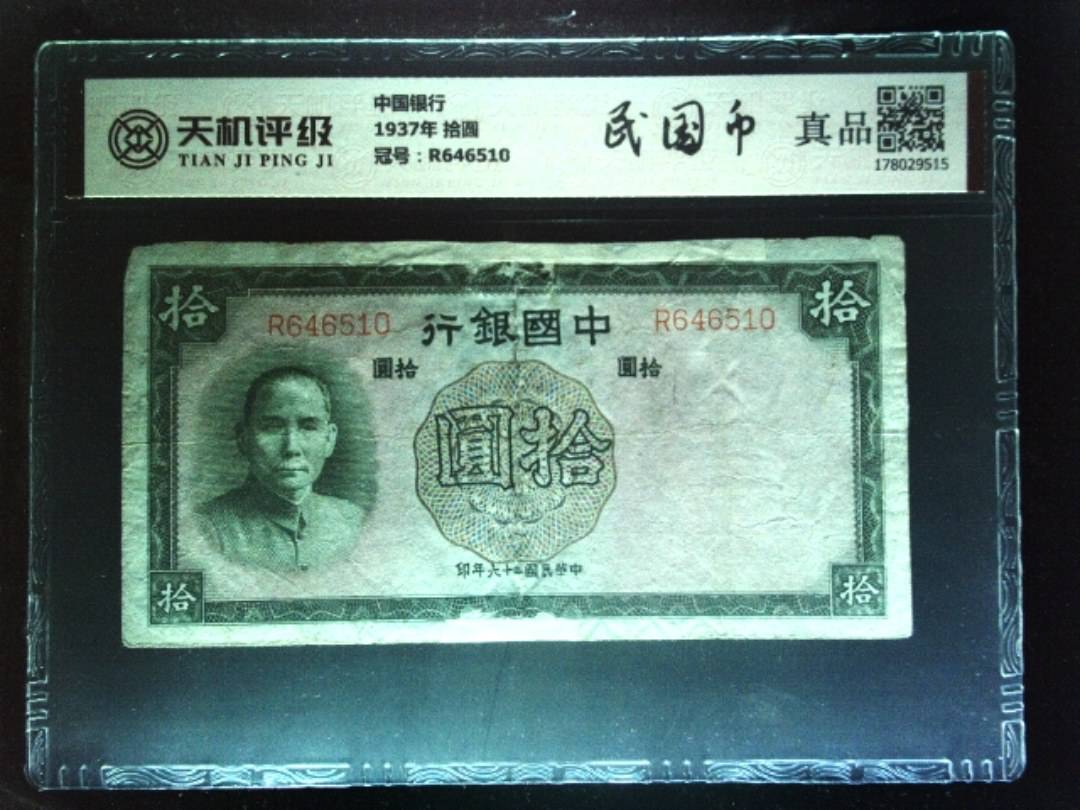 天机评级
TIAN JI PING JI
中国银行
1937年 拾圆
冠号：R646510
民国币
真品
178029515
拾
拾
R646510
行銀國中
R646510
圓拾
圓拾
圓拾
印年六十二國民華中
拾
拾